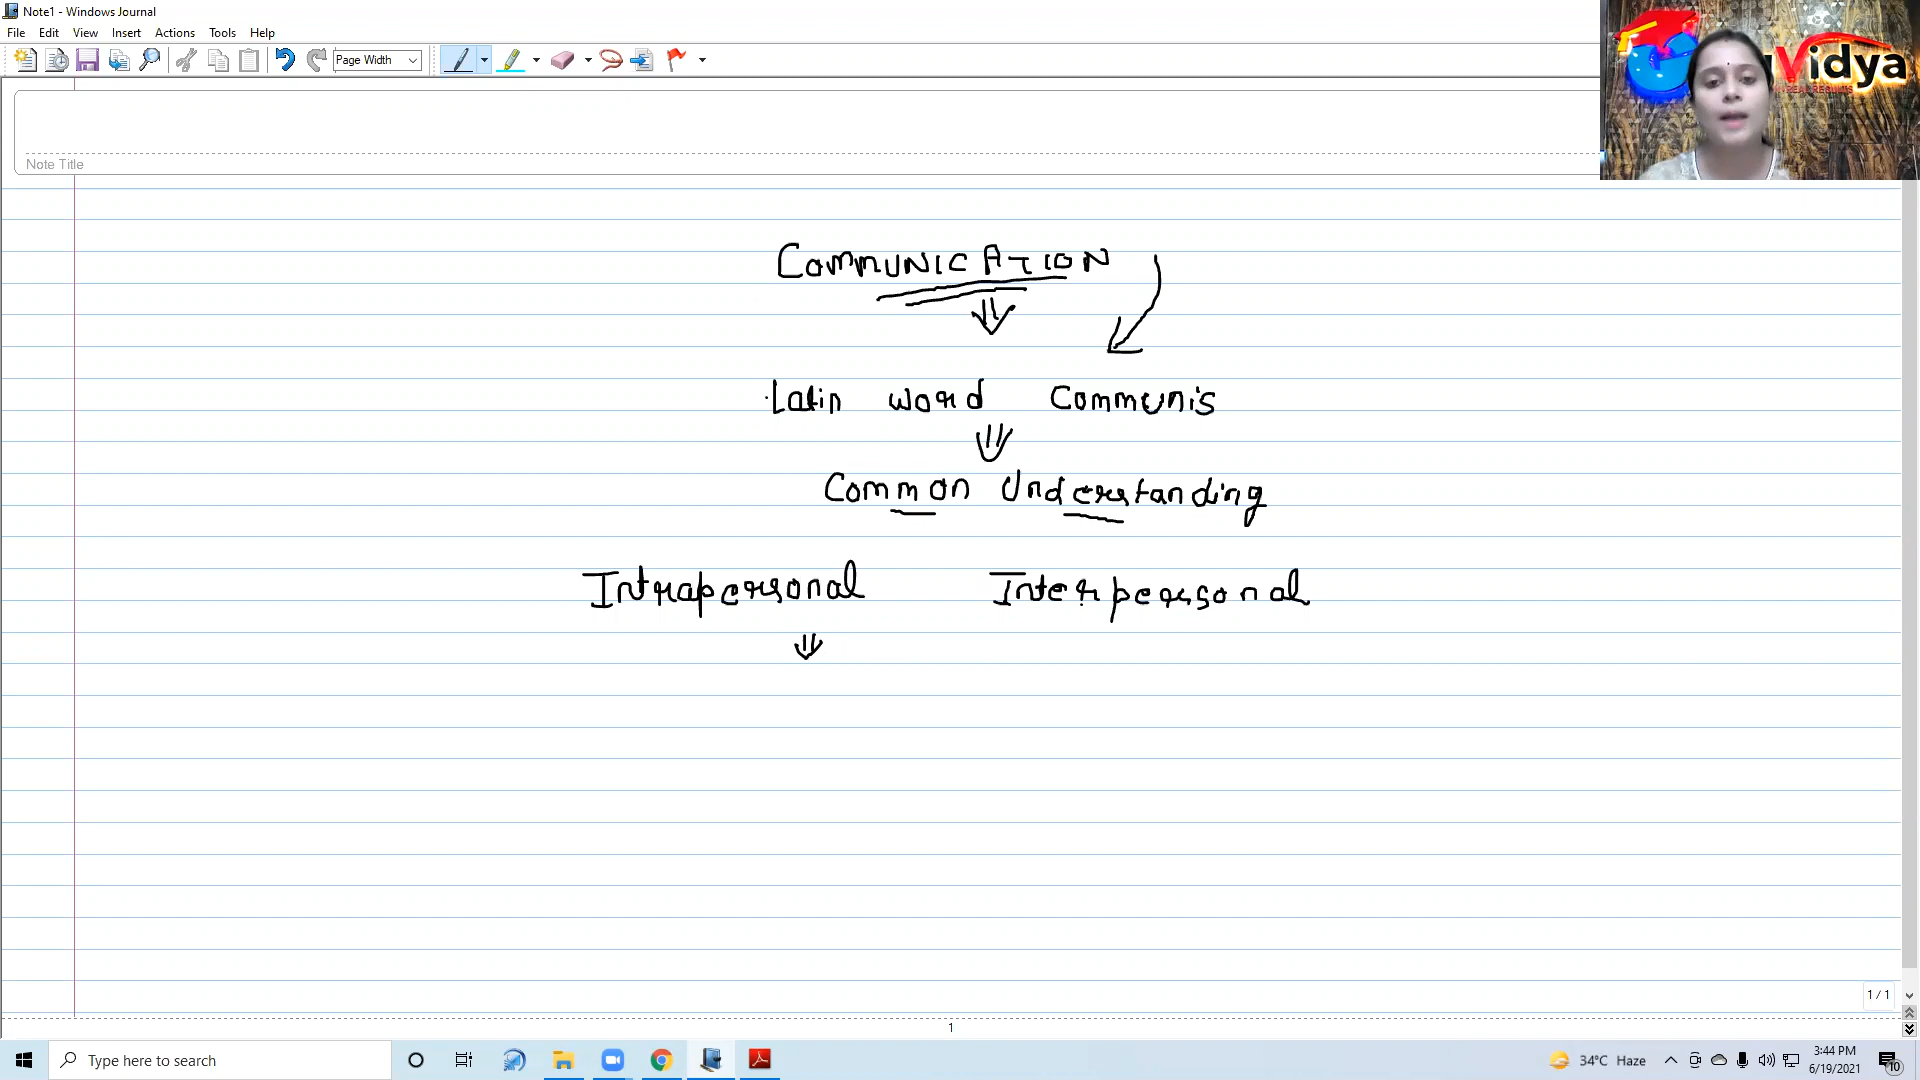 Note1 - Windows Journal
File Edit View Insert Actions Tools Help
Page Width
Vidya
Note Title
COMMUNICATION
Latin word Communis
Common Understanding
Intrapersonal Interpersonal
1 / 1
1
Type here to search
34°C Haze
3:44 PM
6/19/2021
10